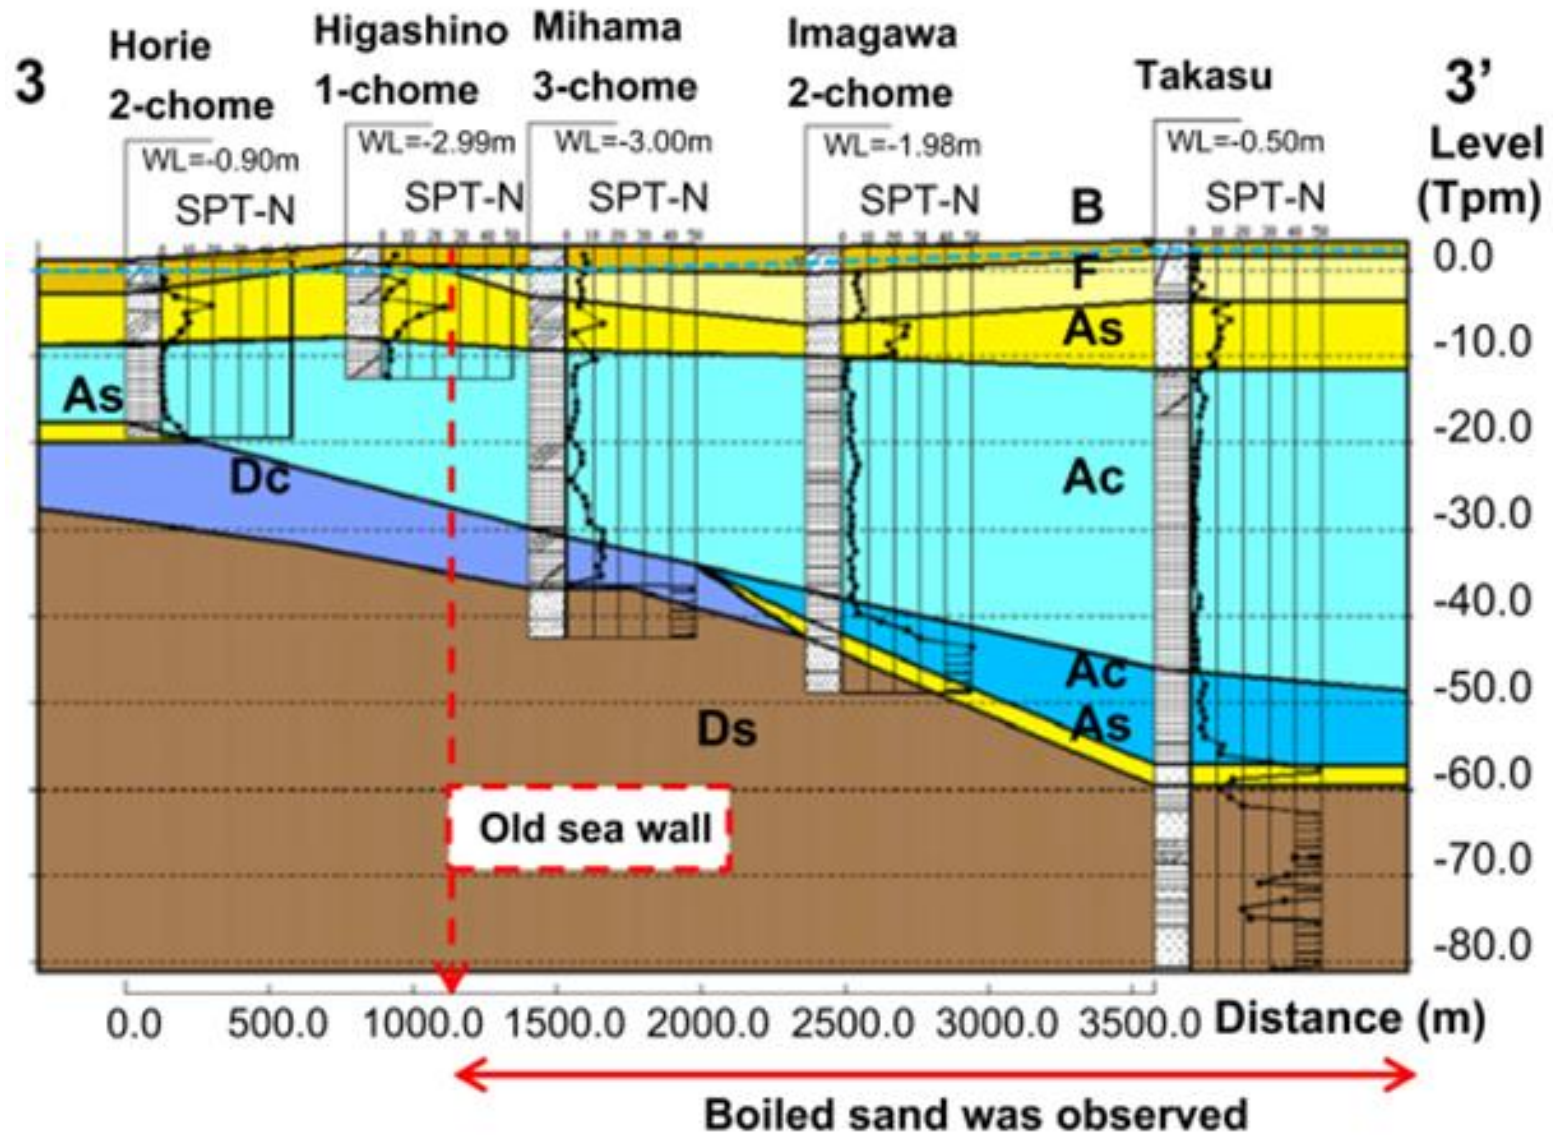 3
Horie
2-chome
Higashino
1-chome
Mihama
3-chome
Imagawa
2-chome
Takasu
3’
Level
(Tpm)
WL=-0.90m
WL=-2.99m
WL=-3.00m
WL=-1.98m
WL=-0.50m
SPT-N
SPT-N
SPT-N
SPT-N
SPT-N
B
F
As
Ac
As
Dc
Ac
As
Ds
0.0
-10.0
-20.0
-30.0
-40.0
-50.0
-60.0
-70.0
-80.0
Old sea wall
0.0 500.0 1000.0 1500.0 2000.0 2500.0 3000.0 3500.0 Distance (m)
Boiled sand was observed